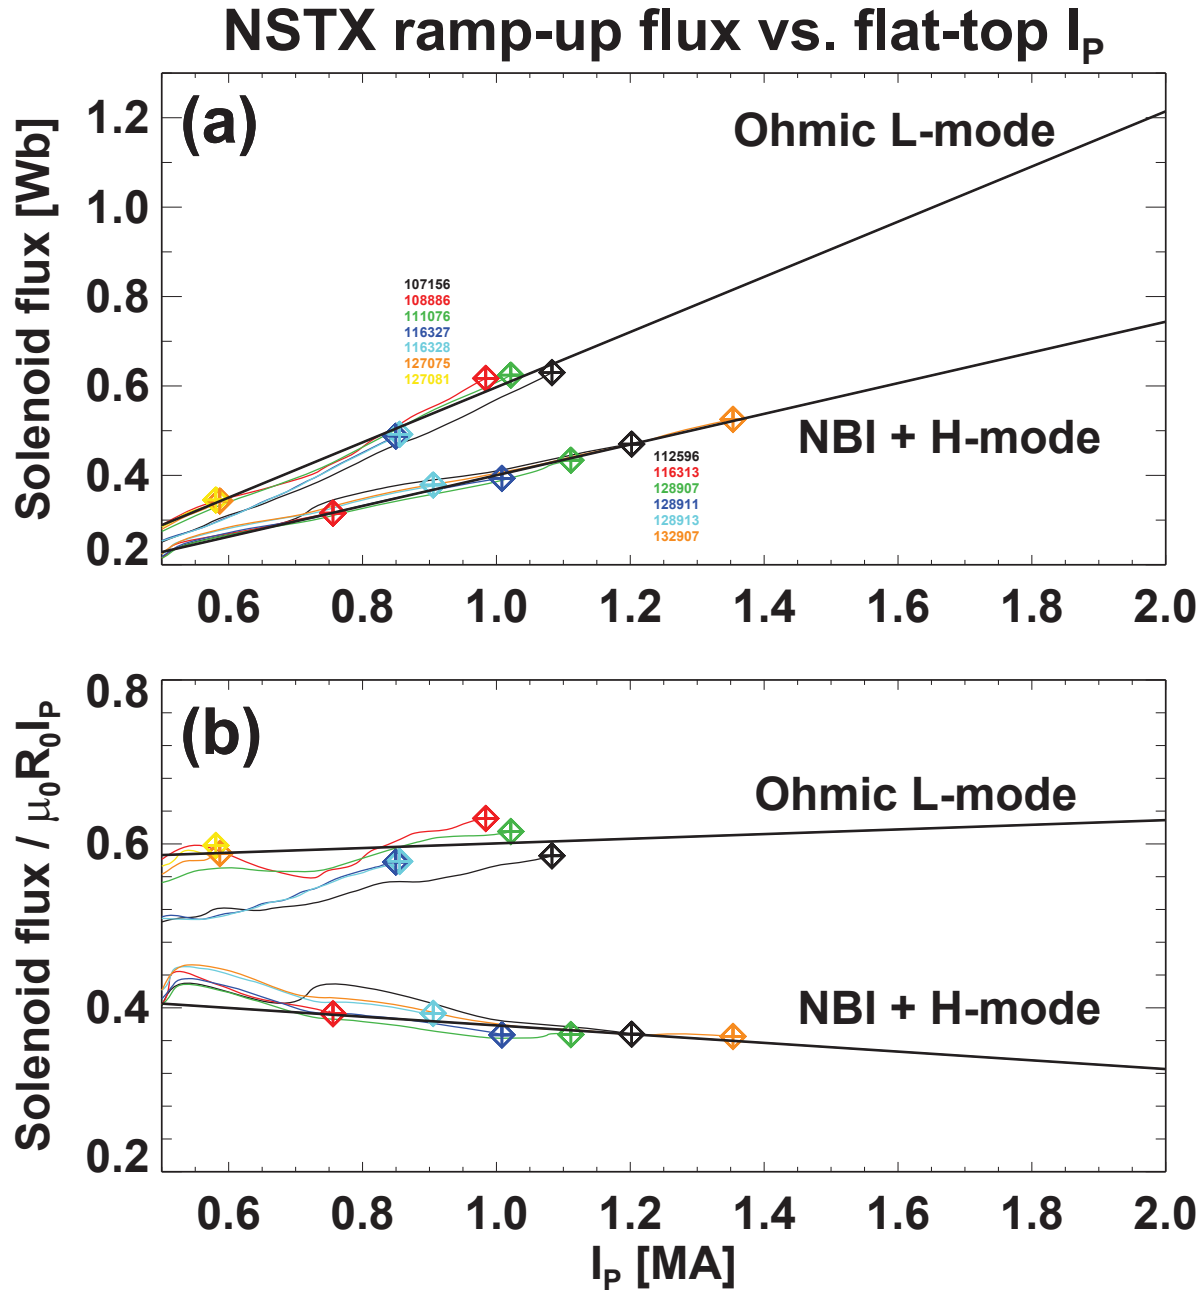 NSTX ramp-up flux vs. flat-top I_P
(a)
Ohmic L-mode
NBI + H-mode
Solenoid flux [Wb]
1.2
1.0
0.8
0.6
0.4
0.2
107156
108886
111076
116327
116328
127075
127081
112596
116313
128907
128911
128913
132907
0.6 0.8 1.0 1.2 1.4 1.6 1.8 2.0
(b)
Ohmic L-mode
NBI + H-mode
Solenoid flux / μ₀R₀I_P
0.8
0.6
0.4
0.2
0.6 0.8 1.0 1.2 1.4 1.6 1.8 2.0
I_P [MA]